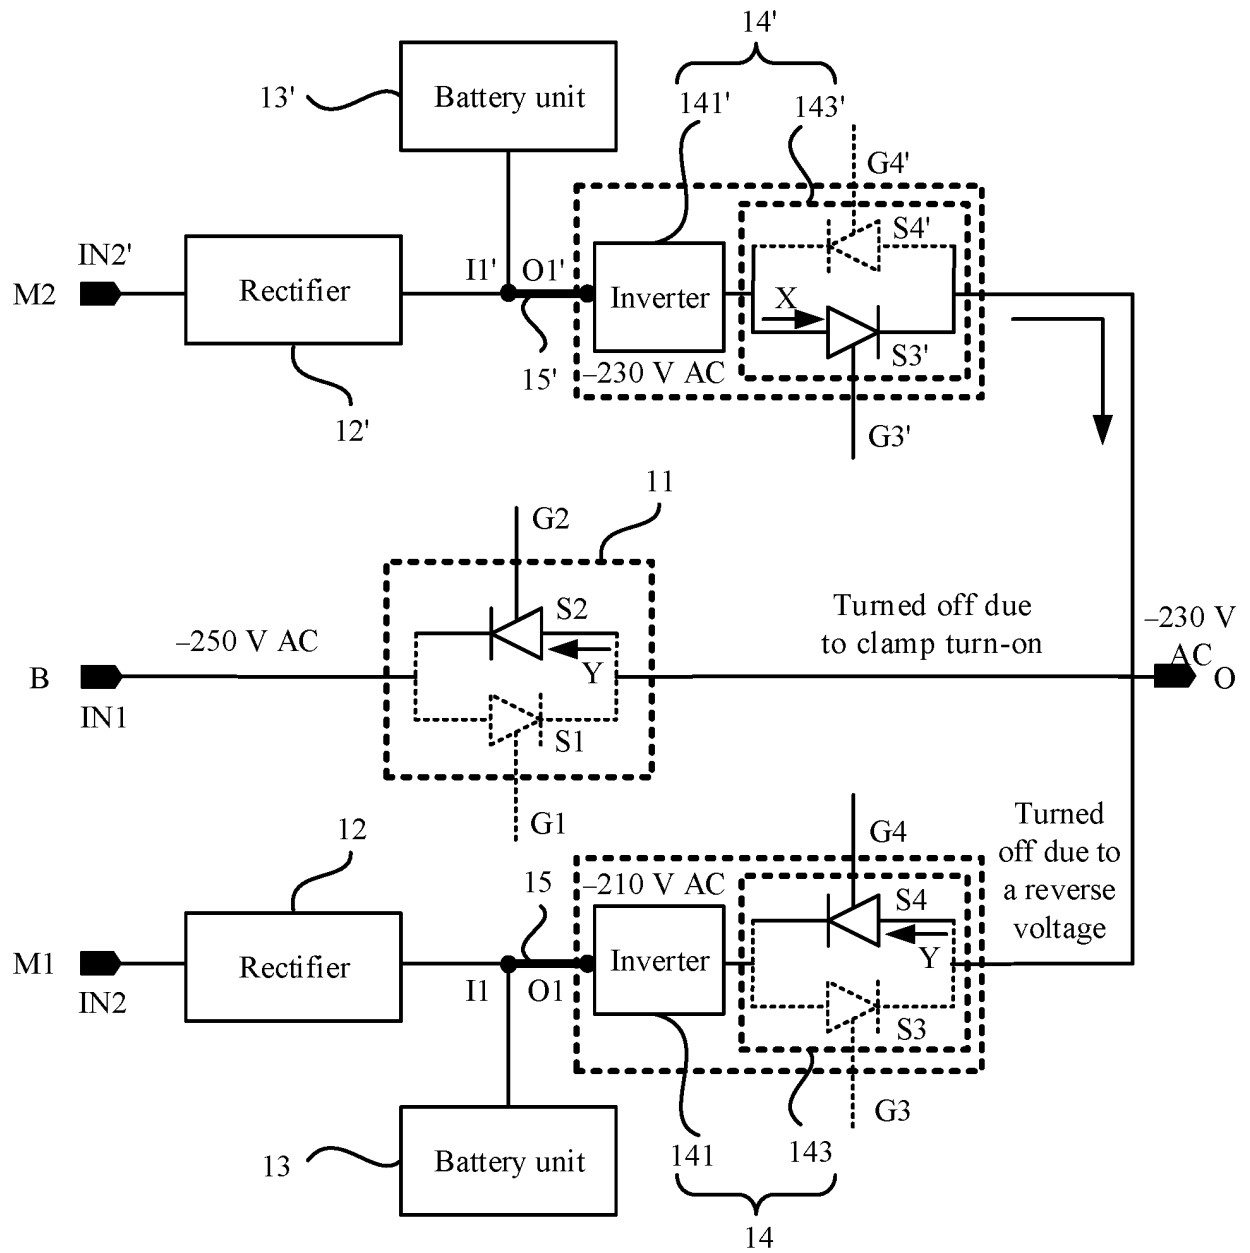 14'
13'
Battery unit
141'
143'
G4'
S4'
IN2'
M2
Rectifier
I1'
O1'
Inverter
X
S3'
15'
–230 V AC
12'
G3'
11
G2
S2
Turned off due
to clamp turn-on
–230 V
AC
–250 V AC
Y
B
O
IN1
S1
G1
12
G4
Turned
off due to
a reverse
voltage
15
–210 V AC
S4
M1
Rectifier
Inverter
Y
IN2
I1
O1
S3
G3
13
Battery unit
141
143
14